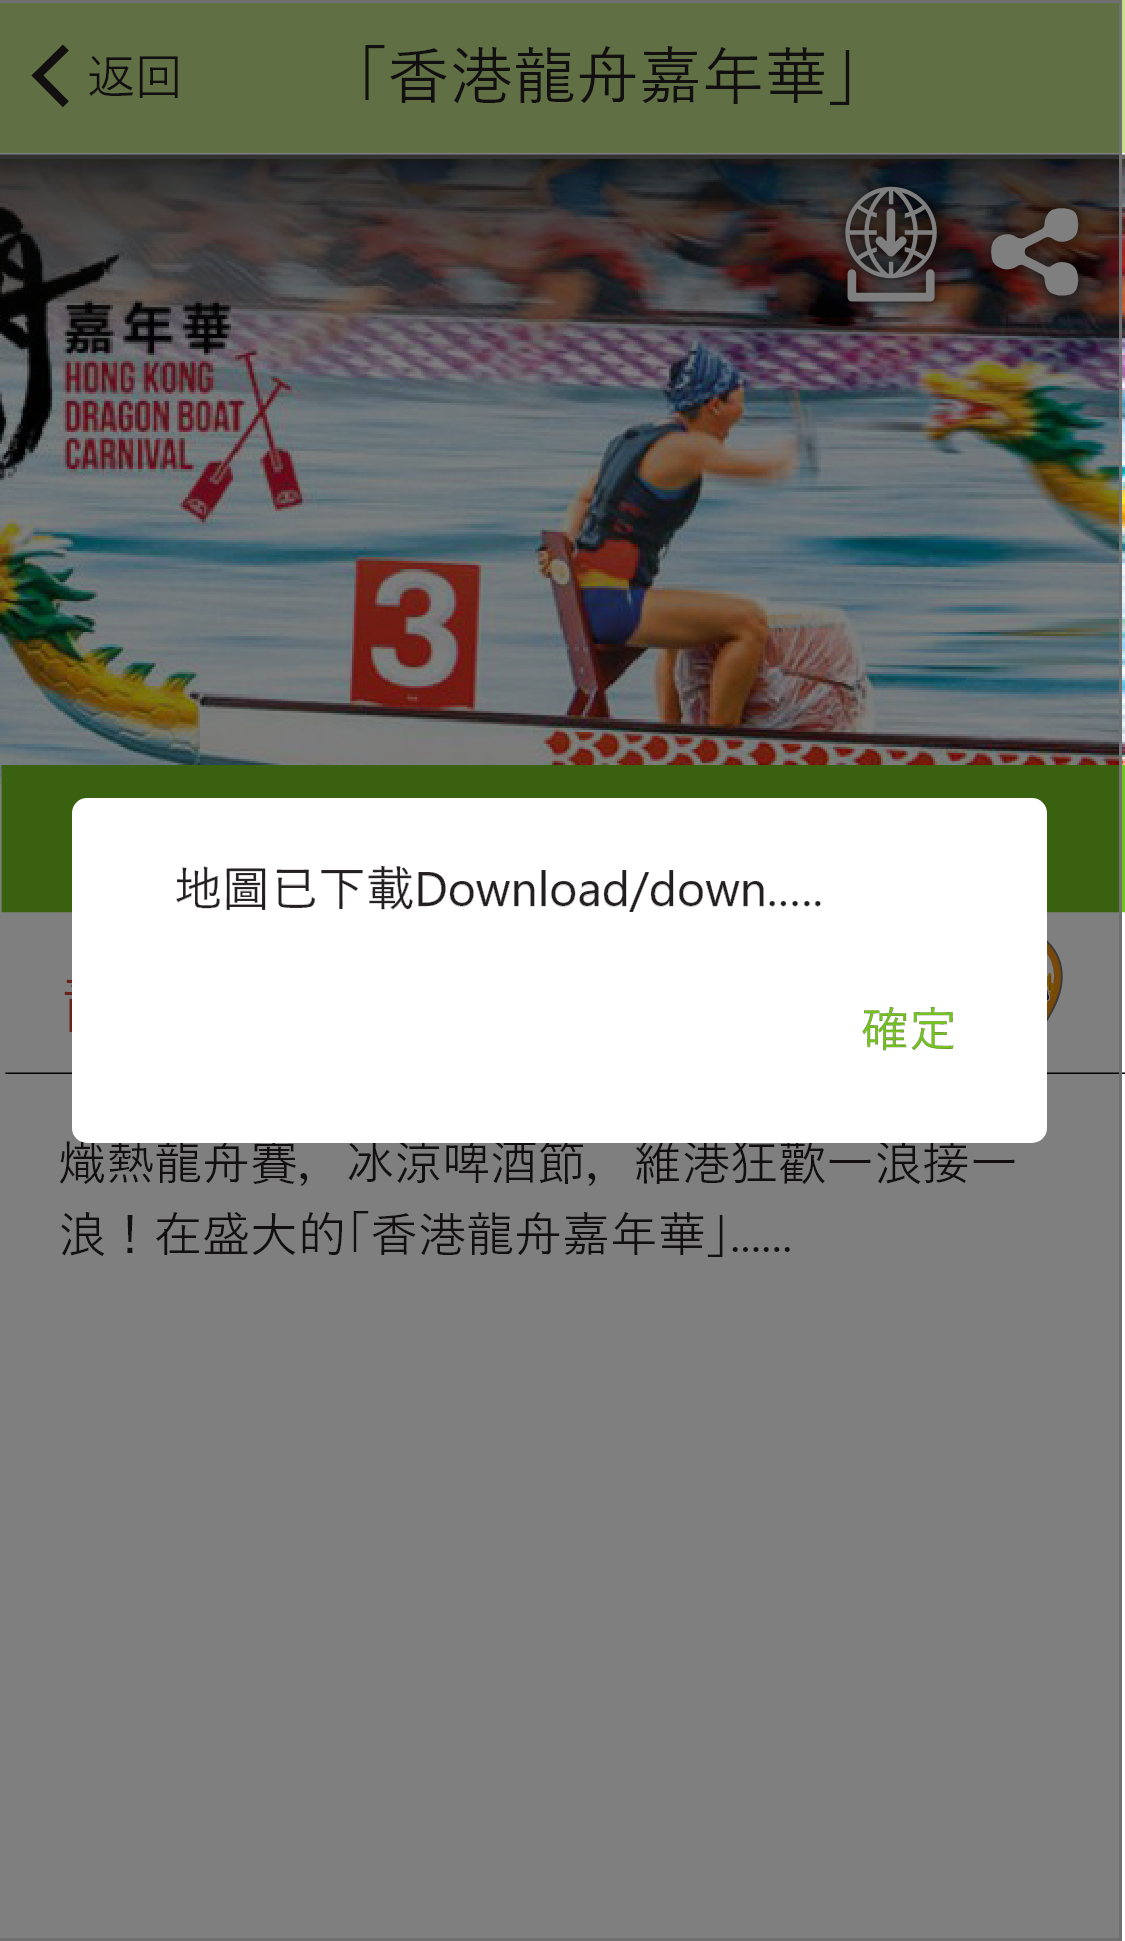 返回
「香港龍舟嘉年華」
嘉年華
HONG KONG
DRAGON BOAT
CARNIVAL
3
地圖已下載Download/down.....
確定
熾熱龍舟賽，冰涼啤酒節，維港狂歡一浪接一
浪！在盛大的「香港龍舟嘉年華」......